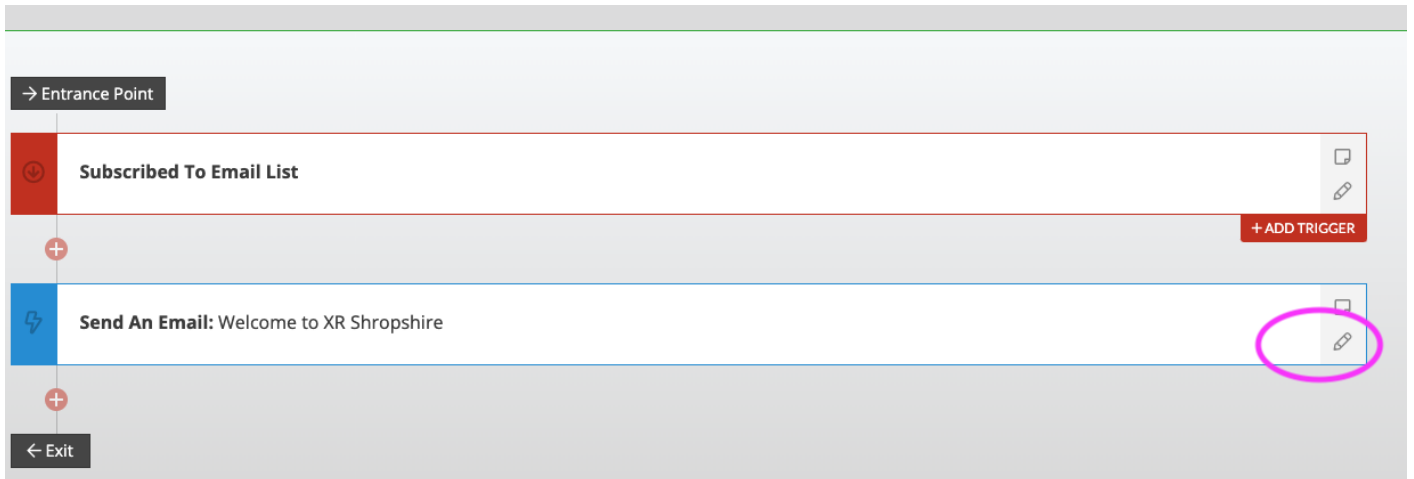 → Entrance Point
Subscribed To Email List
+ ADD TRIGGER
Send An Email: Welcome to XR Shropshire
← Exit